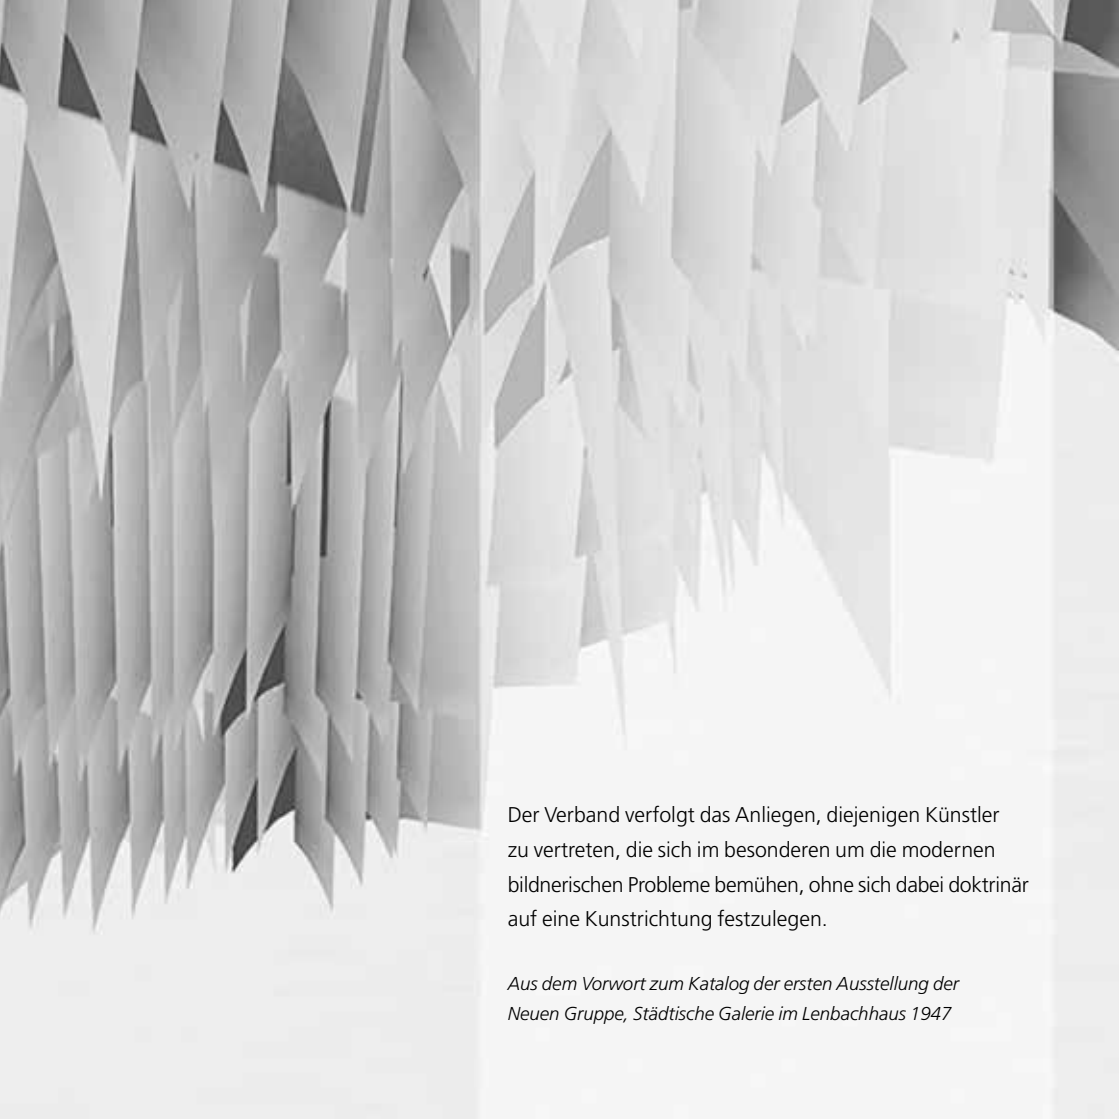 Der Verband verfolgt das Anliegen, diejenigen Künstler
zu vertreten, die sich im besonderen um die modernen
bildnerischen Probleme bemühen, ohne sich dabei doktrinär
auf eine Kunstrichtung festzulegen.
Aus dem Vorwort zum Katalog der ersten Ausstellung der
Neuen Gruppe, Städtische Galerie im Lenbachhaus 1947